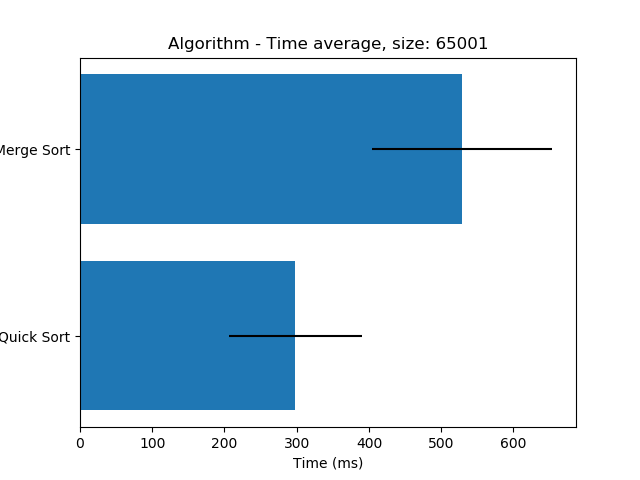 Algorithm - Time average, size: 65001
Merge Sort
Quick Sort
0 100 200 300 400 500 600
Time (ms)